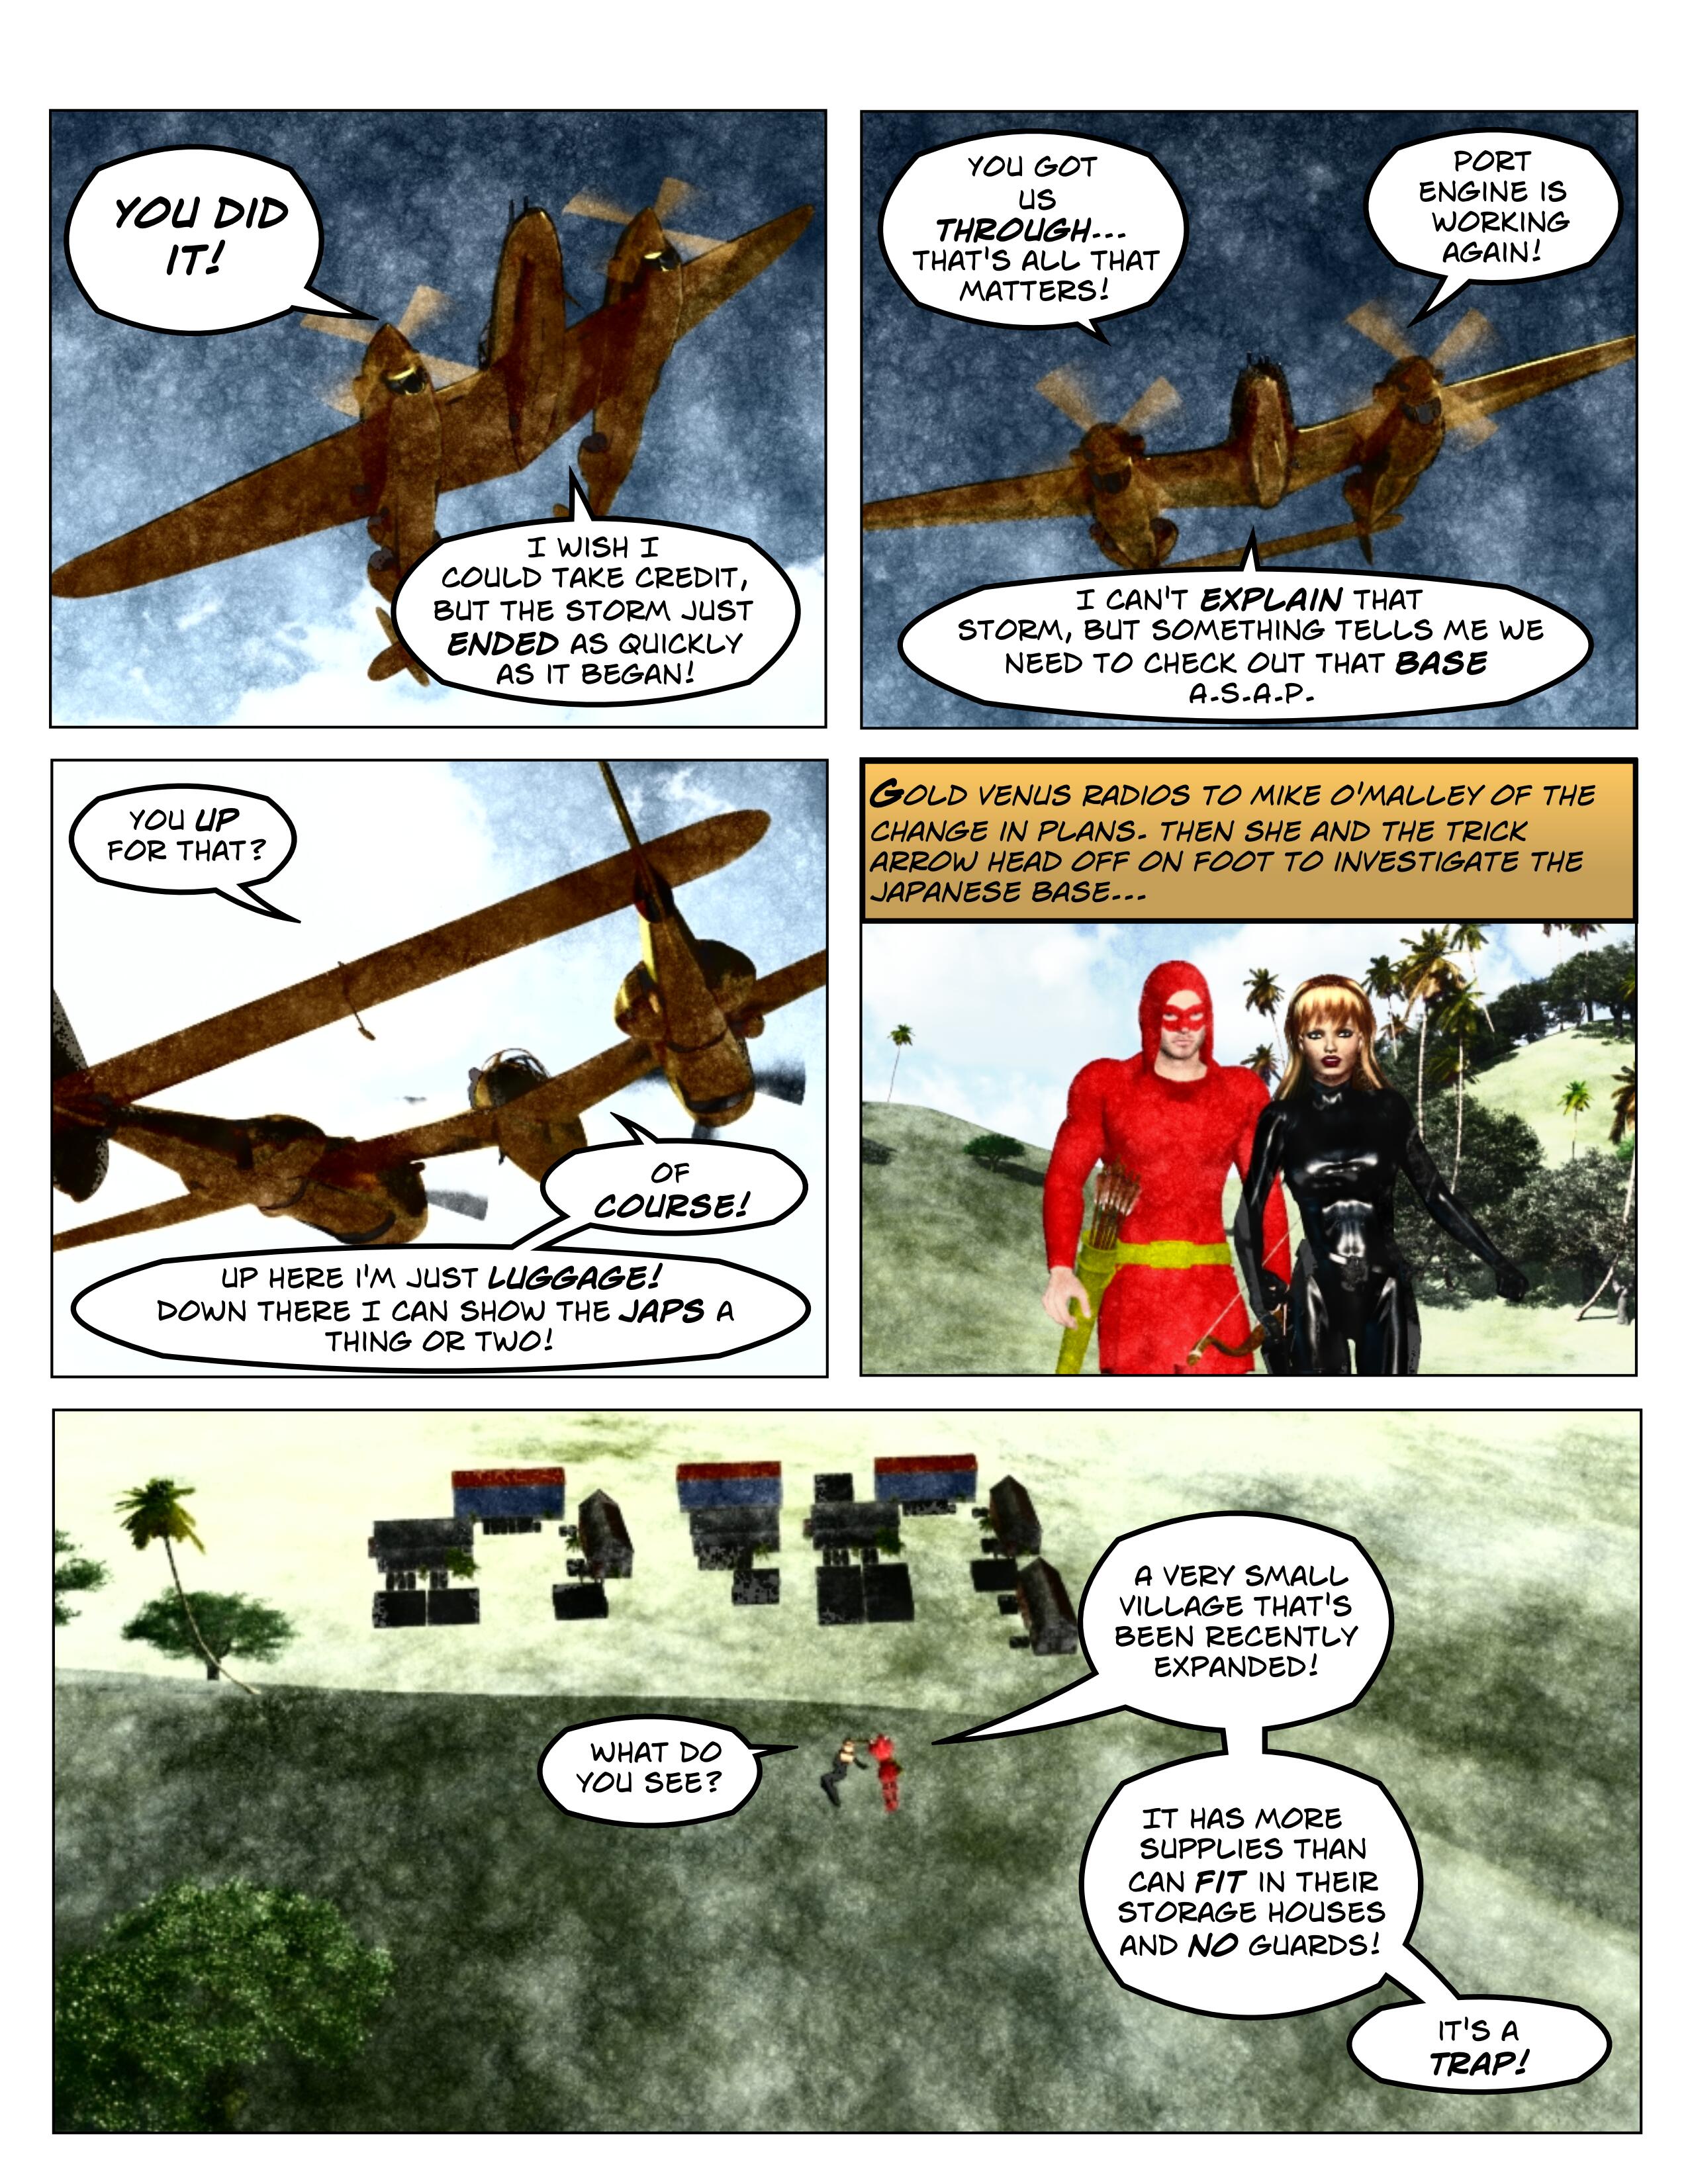 YOU DID
IT!
I WISH I
COULD TAKE CREDIT,
BUT THE STORM JUST
ENDED AS QUICKLY
AS IT BEGAN!
YOU GOT
US
THROUGH...
THAT'S ALL THAT
MATTERS!
PORT
ENGINE IS
WORKING
AGAIN!
I CAN'T EXPLAIN THAT
STORM, BUT SOMETHING TELLS ME WE
NEED TO CHECK OUT THAT BASE
A.S.A.P.
YOU UP
FOR THAT?
OF
COURSE!
UP HERE I'M JUST LUGGAGE!
DOWN THERE I CAN SHOW THE JAPS A
THING OR TWO!
GOLD VENUS RADIOS TO MIKE O'MALLEY OF THE
CHANGE IN PLANS. THEN SHE AND THE TRICK
ARROW HEAD OFF ON FOOT TO INVESTIGATE THE
JAPANESE BASE...
WHAT DO
YOU SEE?
A VERY SMALL
VILLAGE THAT'S
BEEN RECENTLY
EXPANDED!
IT HAS MORE
SUPPLIES THAN
CAN FIT IN THEIR
STORAGE HOUSES
AND NO GUARDS!
IT'S A
TRAP!